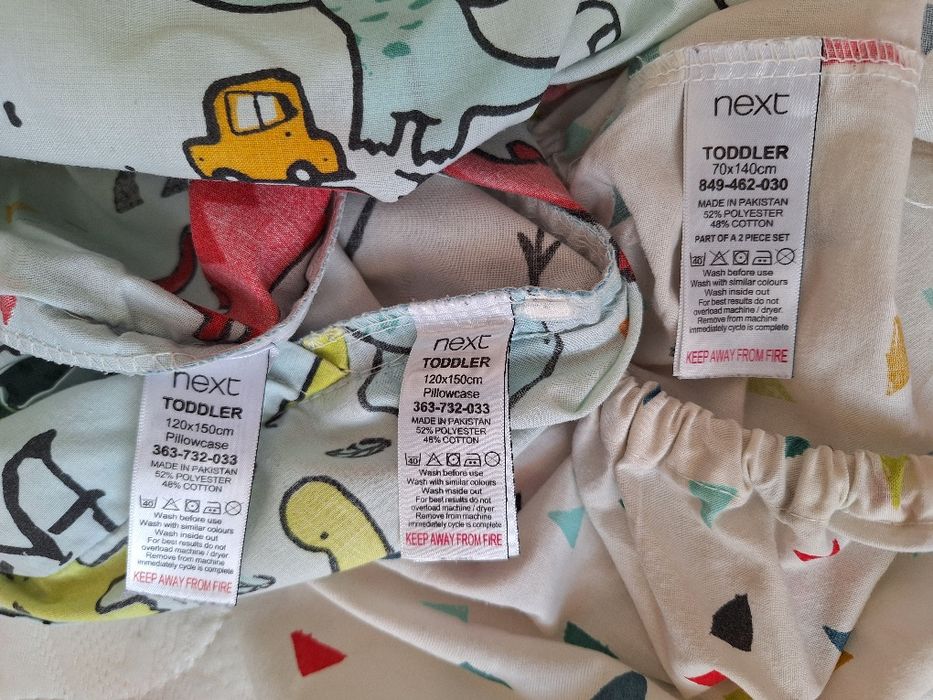 next
TODDLER
120x150cm
Pillowcase
363-732-033
MADE IN PAKISTAN
52% POLYESTER
48% COTTON
40
Wash before use
Wash with similar colours
Wash inside out
For best results do not
overload machine / dryer
Remove from machine
immediately cycle is complete
KEEP AWAY FROM FIRE
next
TODDLER
120x150cm
Pillowcase
363-732-033
MADE IN PAKISTAN
52% POLYESTER
48% COTTON
40
Wash before use
Wash with similar colours
Wash inside out
For best results do not
overload machine / dryer
Remove from machine
immediately cycle is complete
KEEP AWAY FROM FIRE
next
TODDLER
70x140cm
849-462-030
MADE IN PAKISTAN
52% POLYESTER
48% COTTON
PART OF A 2 PIECE SET
40
Wash before use
Wash with similar colours
Wash inside out
For best results do not
overload machine / dryer
Remove from machine
immediately cycle is complete
KEEP AWAY FROM FIRE